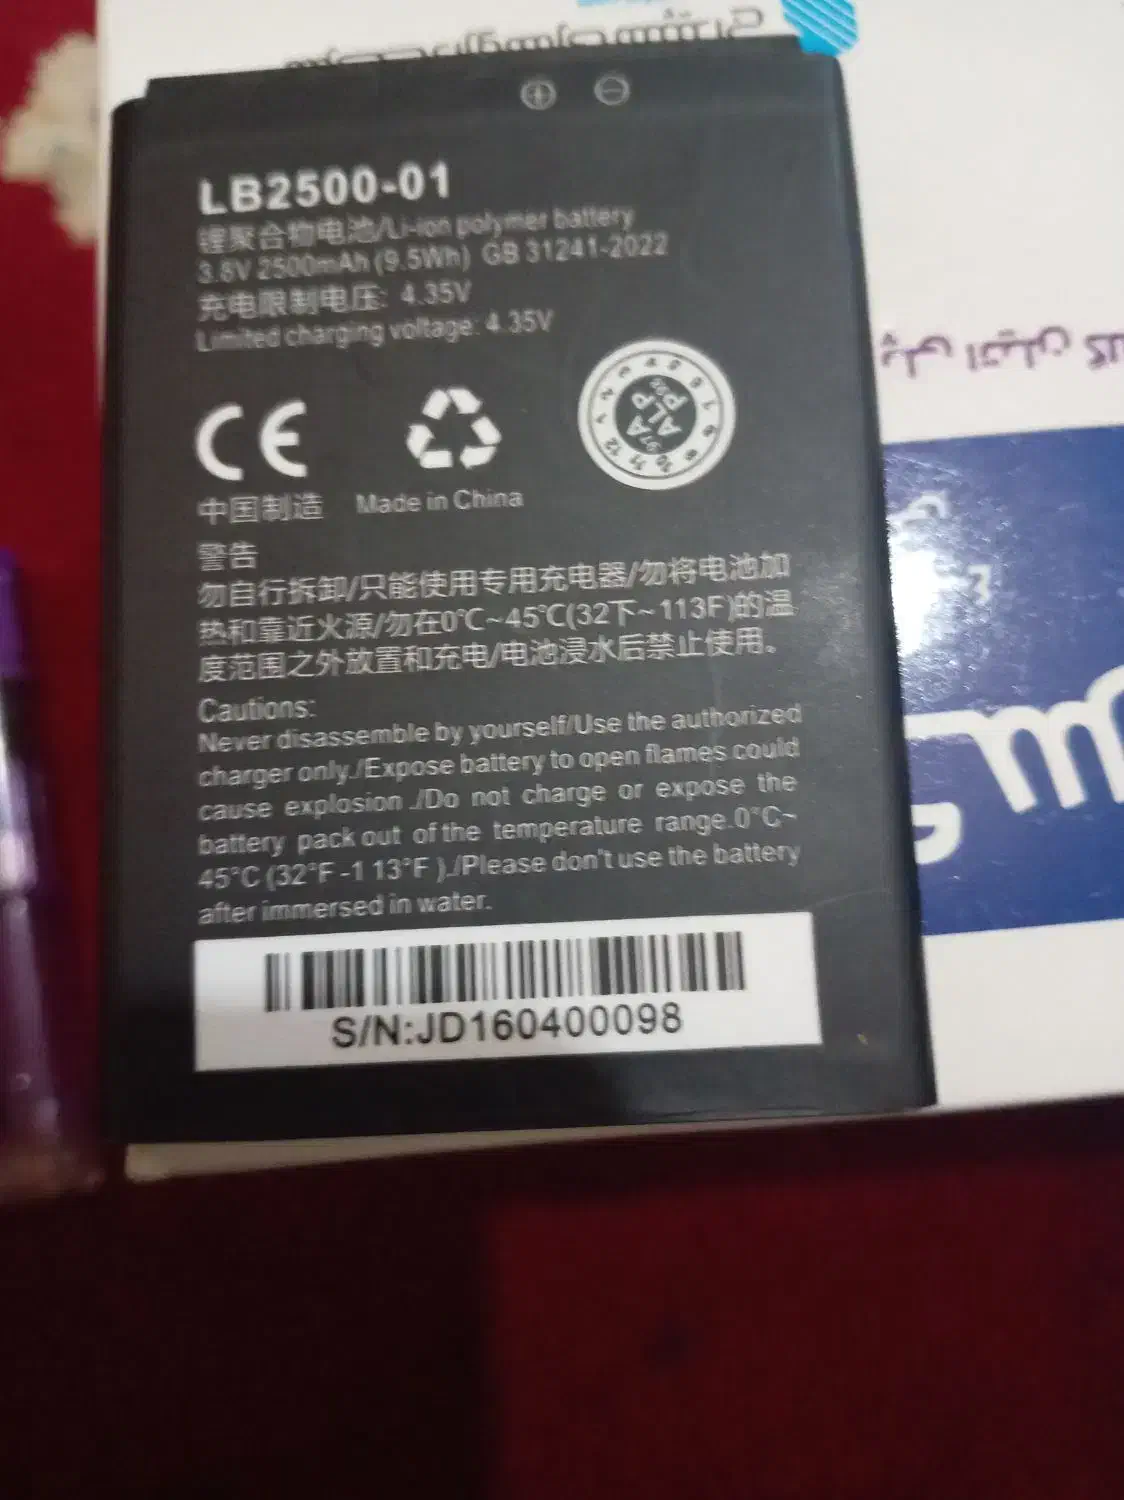 LB2500-01
锂聚合物电池/Li-ion polymer battery
3.8V 2500mAh (9.5Wh) GB 31241-2022
充电限制电压: 4.35V
Limited charging voltage: 4.35V
CE
中国制造 Made in China
警告
勿自行拆卸/只能使用专用充电器/勿将电池加
热和靠近火源/勿在0℃~45℃(32下~113F)的温
度范围之外放置和充电/电池浸水后禁止使用。
Cautions:
Never disassemble by yourself/Use the authorized
charger only./Expose battery to open flames could
cause explosion ./Do not charge or expose the
battery pack out of the temperature range.0°C~
45°C (32°F -1 13°F )./Please don't use the battery
after immersed in water.
S/N:JD160400098